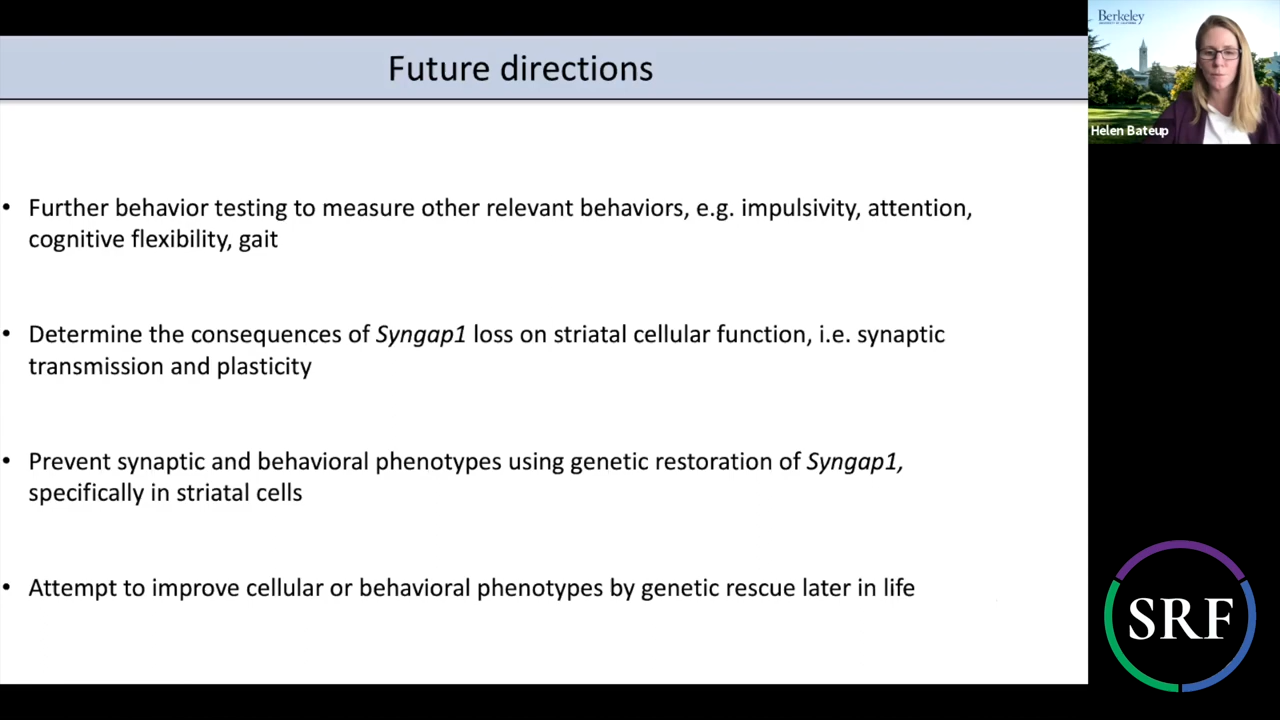 Future directions
• Further behavior testing to measure other relevant behaviors, e.g. impulsivity, attention,
cognitive flexibility, gait
• Determine the consequences of Syngap1 loss on striatal cellular function, i.e. synaptic
transmission and plasticity
• Prevent synaptic and behavioral phenotypes using genetic restoration of Syngap1,
specifically in striatal cells
• Attempt to improve cellular or behavioral phenotypes by genetic rescue later in life
Berkeley
Helen Bateup
SRF